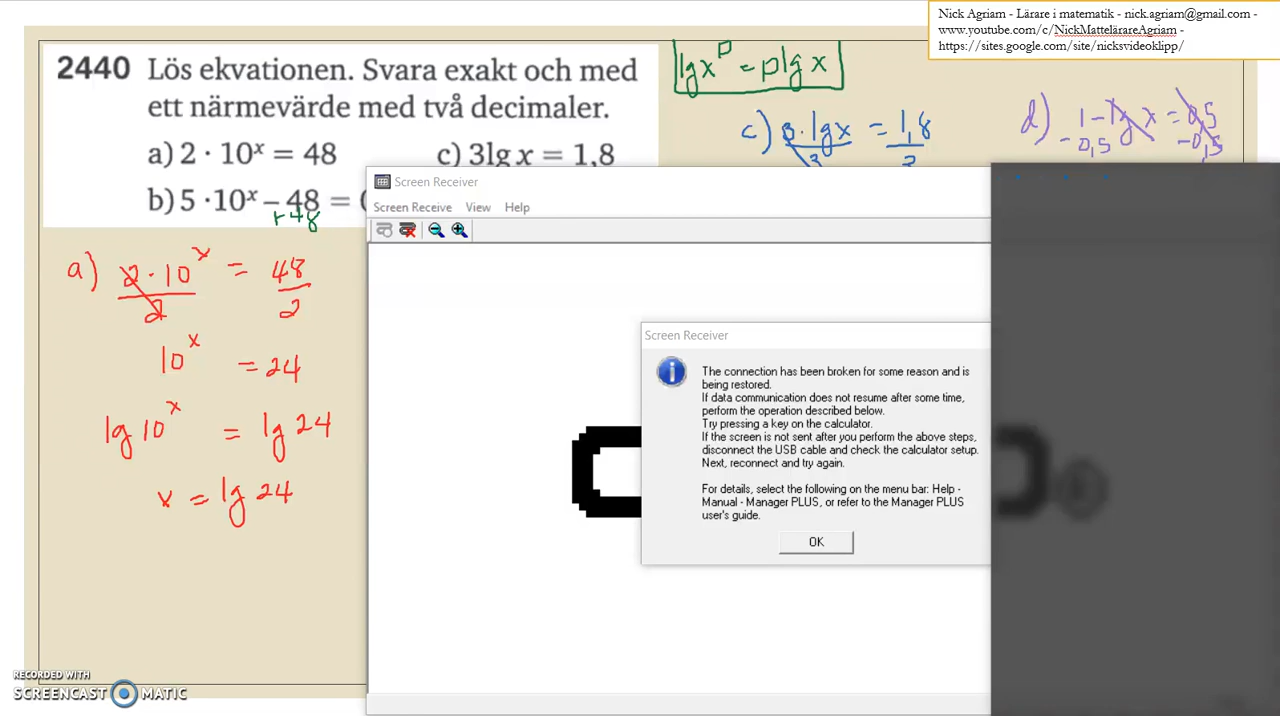 Nick Agriam - Lärare i matematik - nick.agriam@gmail.com -
www.youtube.com/c/NickMattelärareAgriam -
https://sites.google.com/site/nicksvideoklipp/
2440 Lös ekvationen. Svara exakt och med
ett närmevärde med två decimaler.
a) 2 · 10^x = 48
c) 3lg x = 1,8
b) 5 · 10^x − 48 =
+48
lg x^p = p lg x
c) 3·lgx = 1,8
3
d) 1 - lg x = 0,5
-0,5 -0,5
a) 2·10^x = 48
2 2
10^x = 24
lg 10^x = lg 24
x = lg 24
Screen Receiver
Screen Receive View Help
Screen Receiver
The connection has been broken for some reason and is
being restored.
If data communication does not resume after some time,
perform the operation described below.
Try pressing a key on the calculator.
If the screen is not sent after you perform the above steps,
disconnect the USB cable and check the calculator setup.
Next, reconnect and try again.
For details, select the following on the menu bar: Help -
Manual - Manager PLUS, or refer to the Manager PLUS
user's guide.
OK
RECORDED WITH
SCREENCAST MATIC